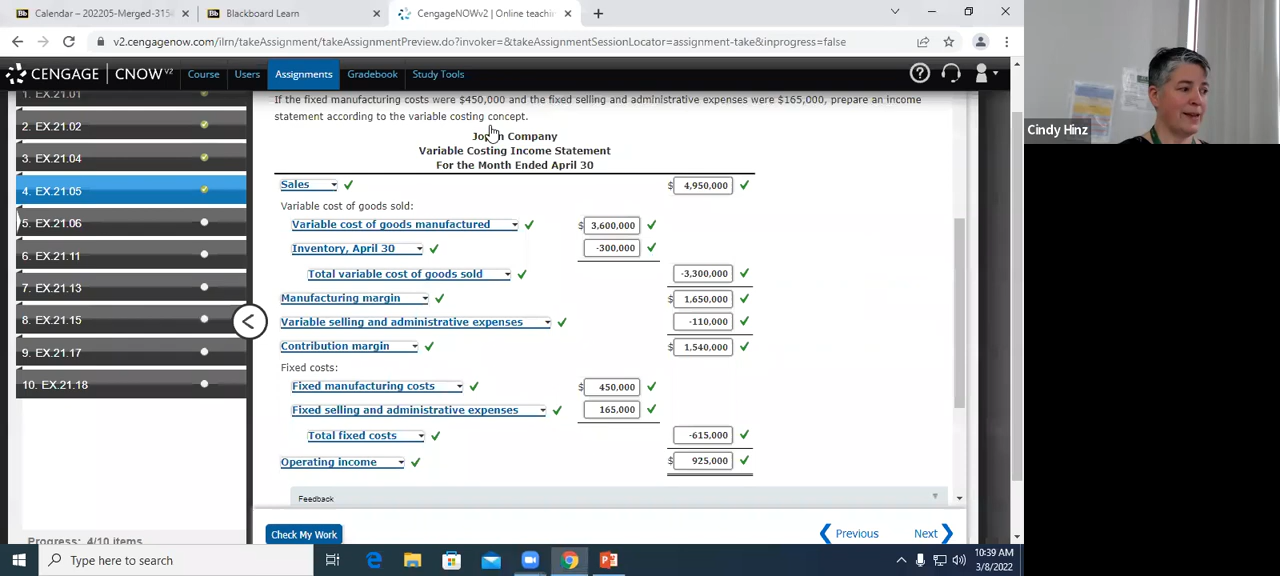 Calendar – 202205-Merged-315
Blackboard Learn
CengageNOWv2 | Online teachin
v2.cengagenow.com/ilrn/takeAssignment/takeAssignmentPreview.do?invoker=&takeAssignmentSessionLocator=assignment-take&inprogress=false
CENGAGE | CNOWv2 Course Users Assignments Gradebook Study Tools
1. EX.21.01
2. EX.21.02
3. EX.21.04
4. EX.21.05
5. EX.21.06
6. EX.21.11
7. EX.21.13
8. EX.21.15
9. EX.21.17
10. EX.21.18
Progress: 4/10 items
If the fixed manufacturing costs were $450,000 and the fixed selling and administrative expenses were $165,000, prepare an income
statement according to the variable costing concept.
Company
Variable Costing Income Statement
For the Month Ended April 30
Sales $ 4,950,000
Variable cost of goods sold:
Variable cost of goods manufactured $ 3,600,000
Inventory, April 30 -300,000
Total variable cost of goods sold -3,300,000
Manufacturing margin $ 1,650,000
Variable selling and administrative expenses -110,000
Contribution margin $ 1,540,000
Fixed costs:
Fixed manufacturing costs $ 450,000
Fixed selling and administrative expenses 165,000
Total fixed costs -615,000
Operating income $ 925,000
Feedback
Check My Work
Previous Next
Cindy Hinz
Type here to search
10:39 AM
3/8/2022